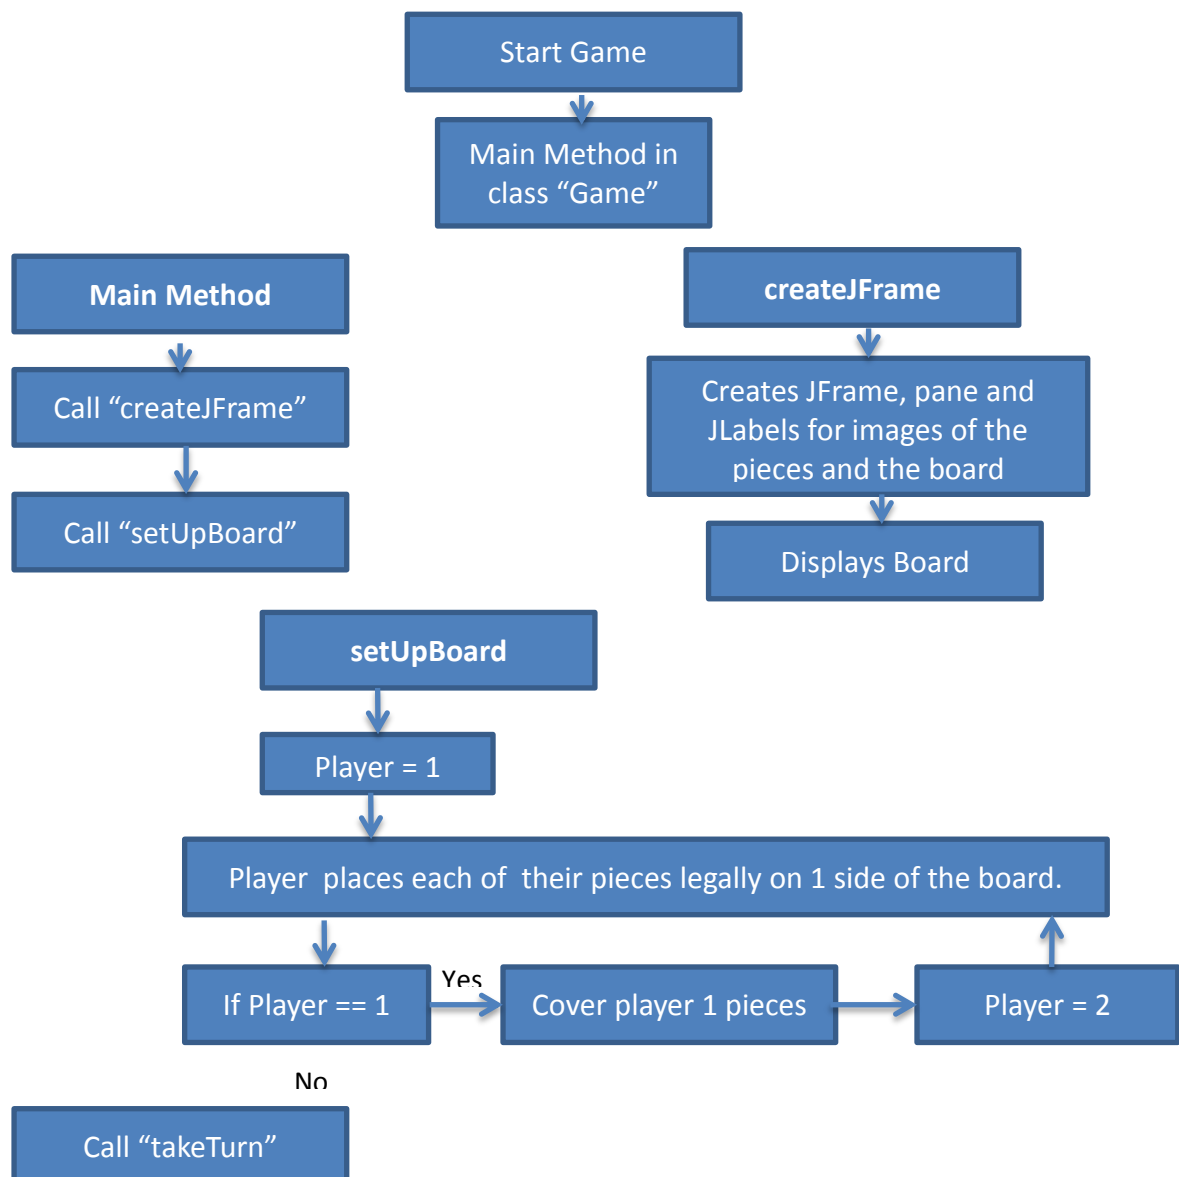 Start Game
Main Method in
class “Game”
Main Method
Call “createJFrame”
Call “setUpBoard”
createJFrame
Creates JFrame, pane and
JLabels for images of the
pieces and the board
Displays Board
setUpBoard
Player = 1
Player places each of their pieces legally on 1 side of the board.
If Player == 1
Yes
Cover player 1 pieces
Player = 2
No
Call “takeTurn”